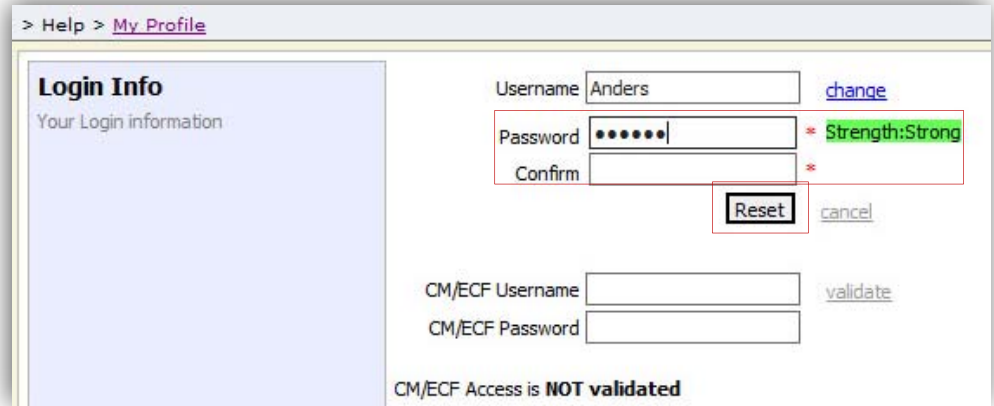 > Help > My Profile
Login Info
Your Login information
Username Anders change
Password ●●●●●● * Strength:Strong
Confirm *
Reset cancel
CM/ECF Username validate
CM/ECF Password
CM/ECF Access is NOT validated